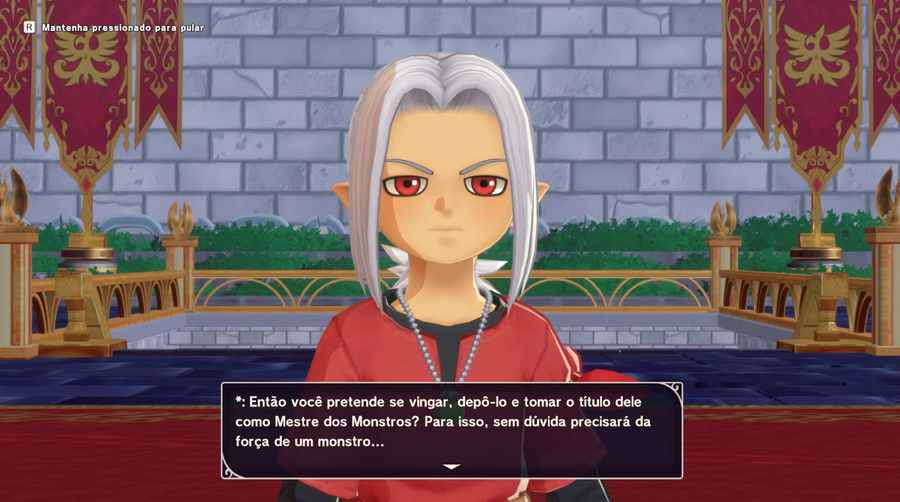 R Mantenha pressionado para pular
*: Então você pretende se vingar, depô-lo e tomar o título dele
como Mestre dos Monstros? Para isso, sem dúvida precisará da
força de um monstro...